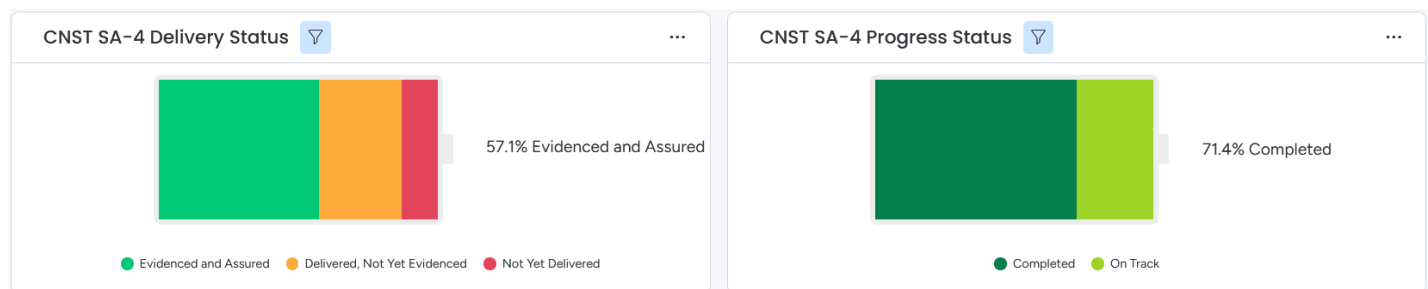 CNST SA-4 Delivery Status
57.1% Evidenced and Assured
Evidenced and Assured
Delivered, Not Yet Evidenced
Not Yet Delivered
CNST SA-4 Progress Status
71.4% Completed
Completed
On Track